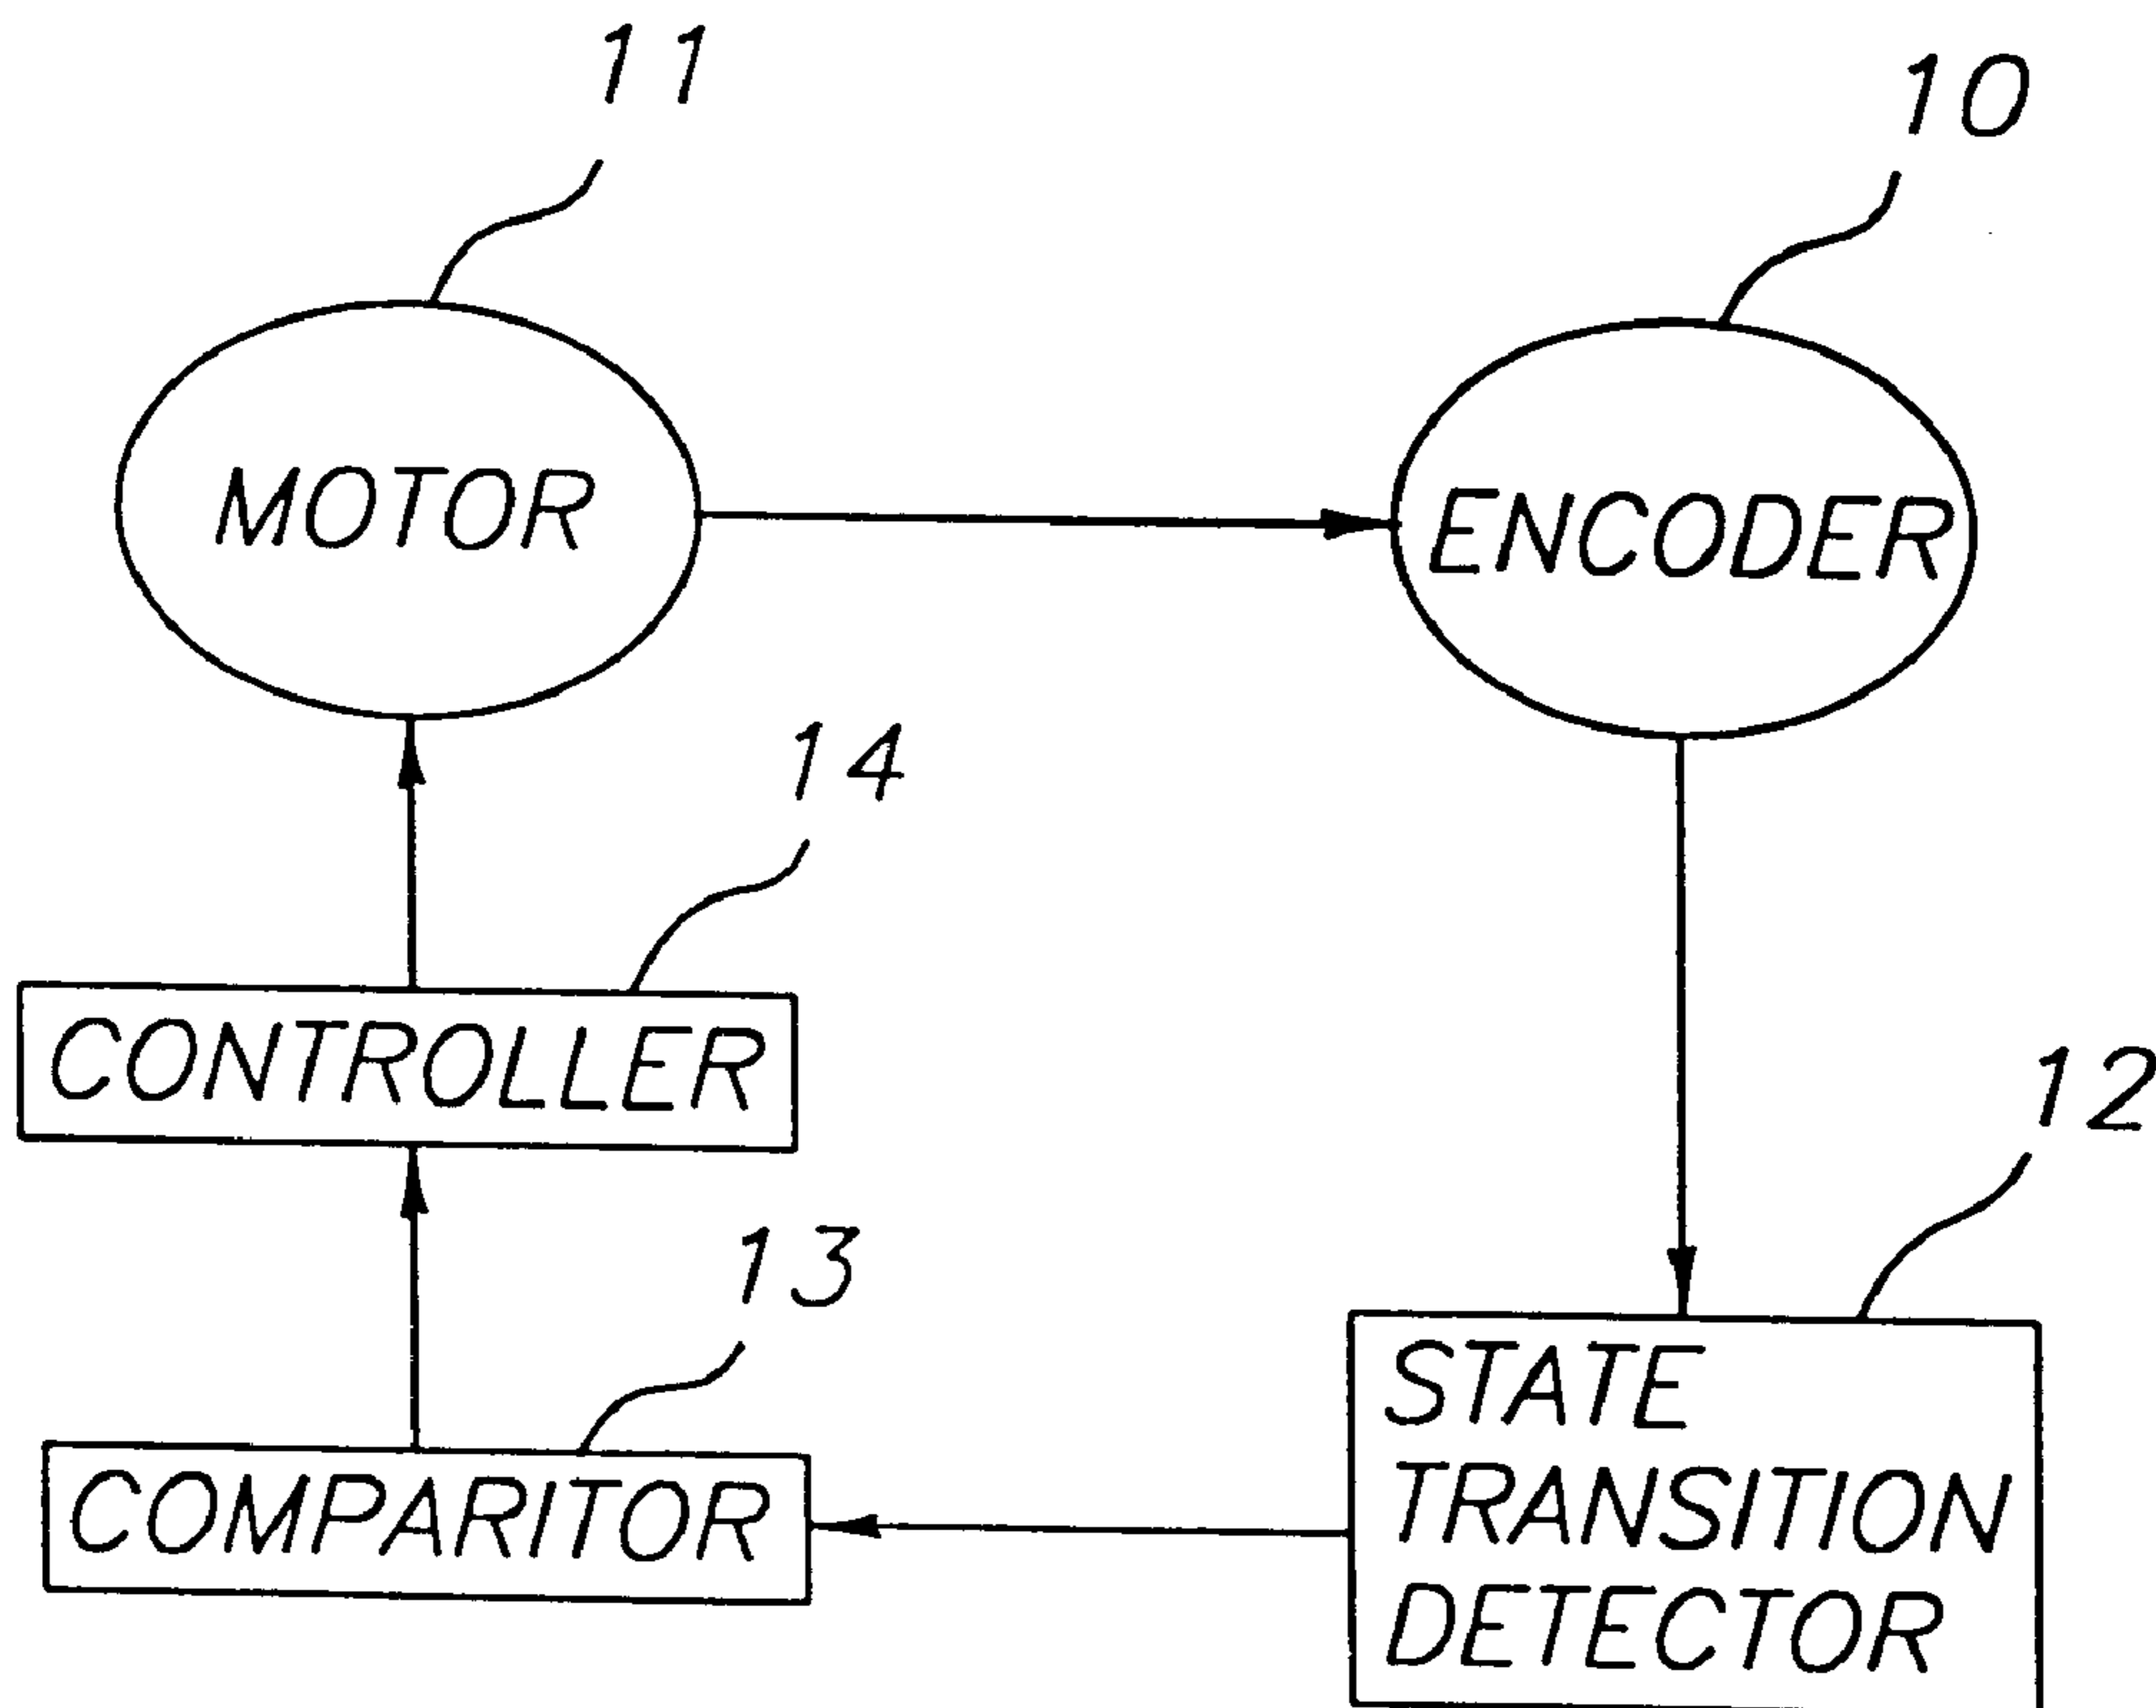 11
10
MOTOR
ENCODER
14
CONTROLLER
12
13
COMPARITOR
STATE
TRANSITION
DETECTOR